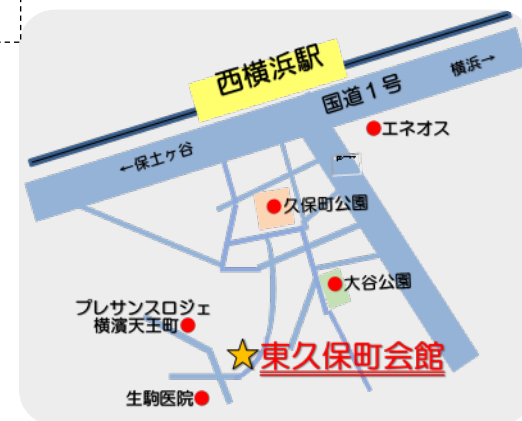 西横浜駅
国道1号
横浜→
エネオス
←保土ヶ谷
久保町公園
大谷公園
プレサンスロジェ
横濱天王町
東久保町会館
生駒医院